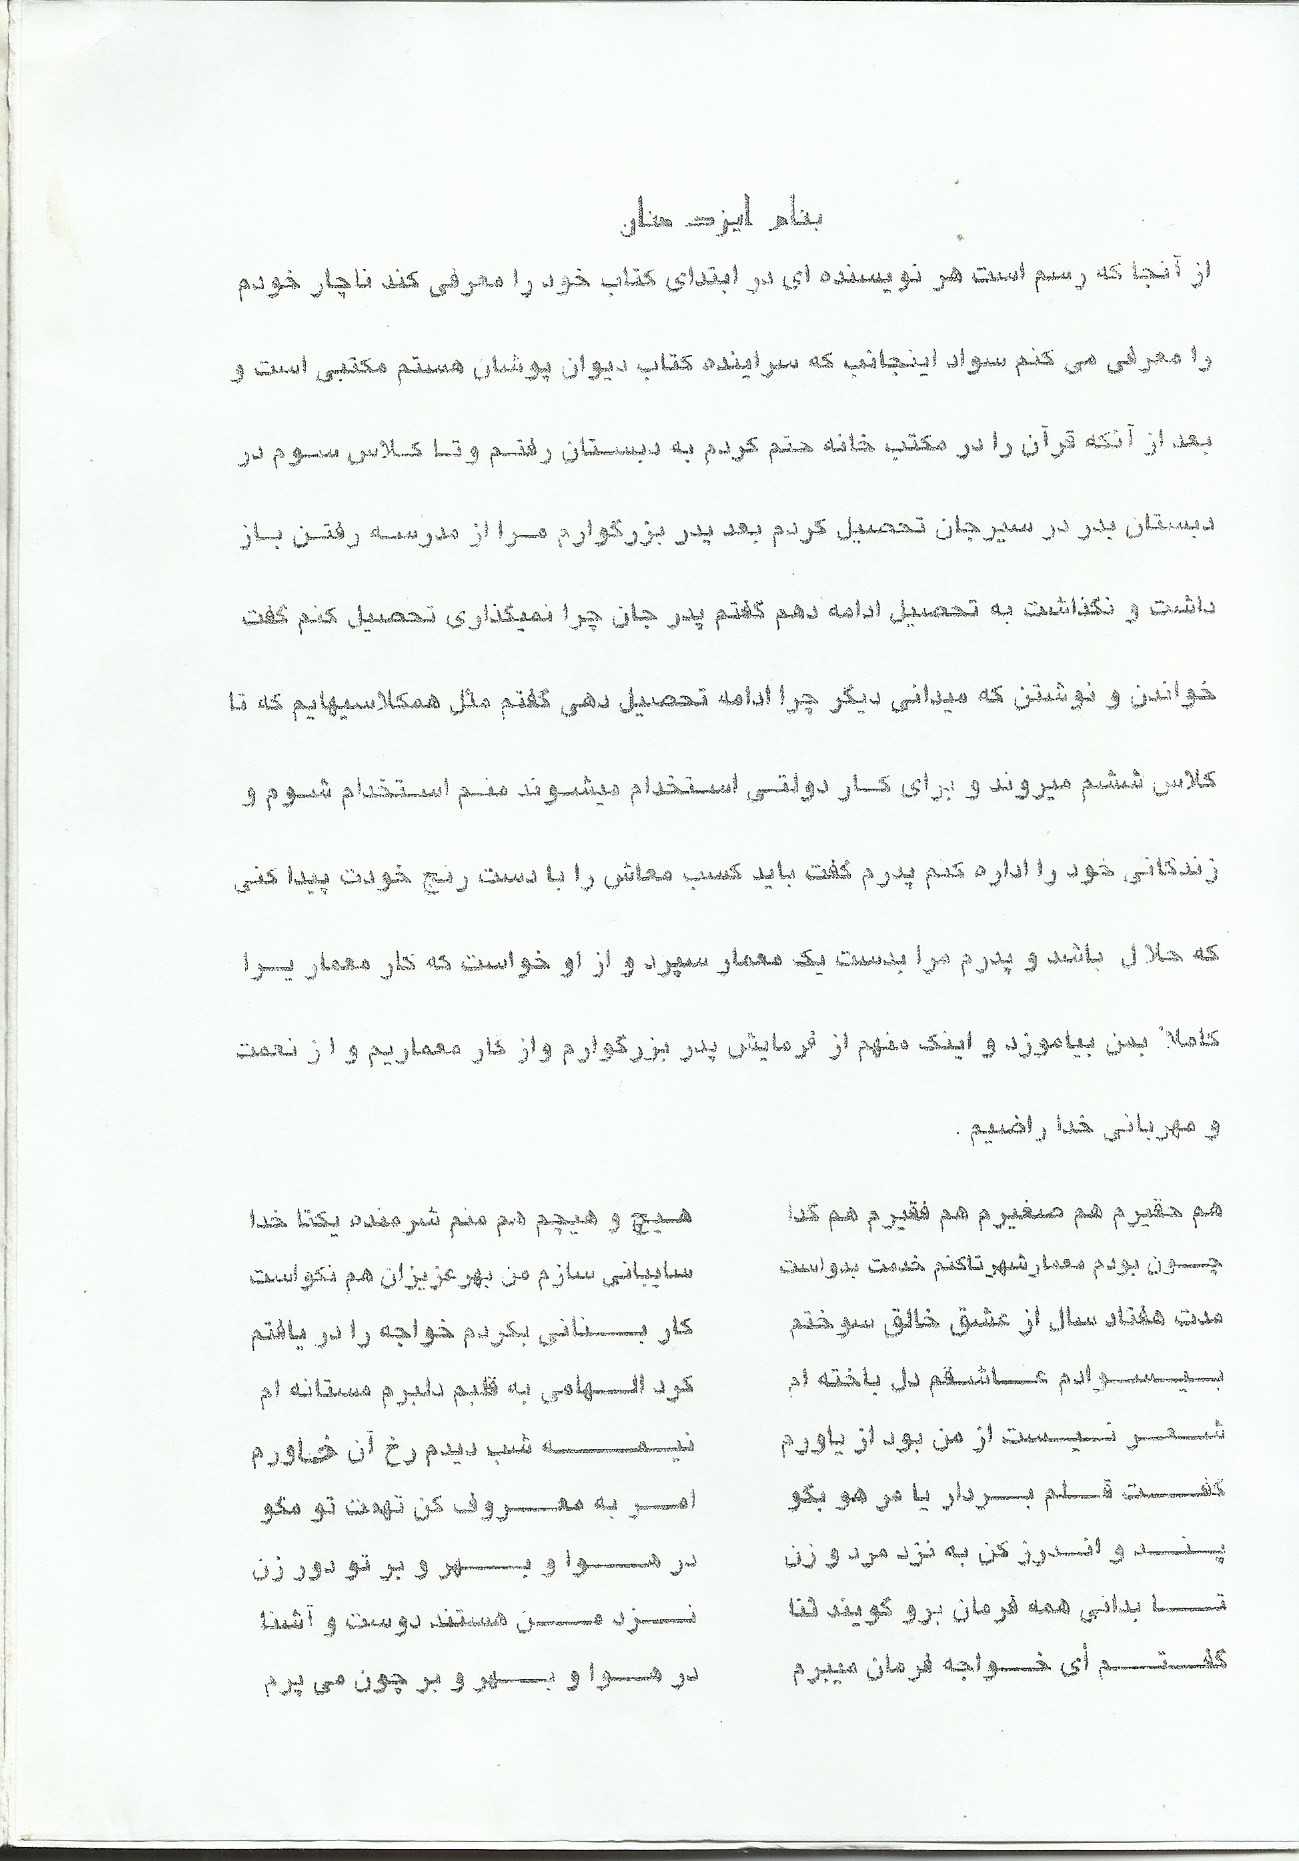 بنام ایزد منان
از آنجا که رسم است هر نویسنده ای در ابتدای کتاب خود را معرفی کند ناچار خودم
را معرفی می کنم سواد اینجانب که سراینده کتاب دیوان پوشان هستم مکتبی است و
بعد از آنکه قرآن را در مکتب خانه ختم کردم به دبستان رفتم وتا کلاس سوم در
دبستان بدر در سیرجان تحصیل کردم بعد پدر بزرگوارم مرا از مدرسه رفتن باز
داشت و نگذاشت به تحصیل ادامه دهم گفتم پدر جان چرا نمیگذاری تحصیل کنم گفت
خواندن و نوشتن که میدانی دیگر چرا ادامه تحصیل دهی گفتم مثل همکلاسیهایم که تا
کلاس ششم میروند و برای کار دولتی استخدام میشوند منم استخدام شوم و
زندگانی خود را اداره کنم پدرم گفت باید کسب معاش را با دست رنج خودت پیدا کنی
که حلال باشد و پدرم مرا بدست یک معمار سپرد و از او خواست که کار معمار یرا
کاملاً بمن بیاموزد و اینک منهم از فرمایش پدر بزرگوارم واز کار معماریم و از نعمت
و مهربانی خدا راضیم .
هم حقیرم هم صغیرم هم فقیرم هم گدا هیچ و هیچم هم منم شرمنده یکتا خدا
چون بودم معمارشهرتاکنم خدمت بدواست سایبانی سازم من بهرعزیزان هم نکواست
مدت هفتاد سال از عشق خالق سوختم کار بنائی بکردم خواجه را در یافتم
بیسوادم عاشقم دل باخته ام کرد الهامی به قلبم دلبرم مستانه ام
شعر نیست از من بود از یاورم نیمه شب دیدم رخ آن خاورم
گفت قلم بردار یا مر هو بگو امر به معروف کن تهمت تو مگو
پند و اندرز کن به نزد مرد و زن در هوا و بهر و بر تو دور زن
تا بدانی همه فرمان برو گویند ثنا نزد من هستند دوست و آشنا
گفتم أی خواجه فرمان میبرم در هوا و بهر و بر چون می پرم